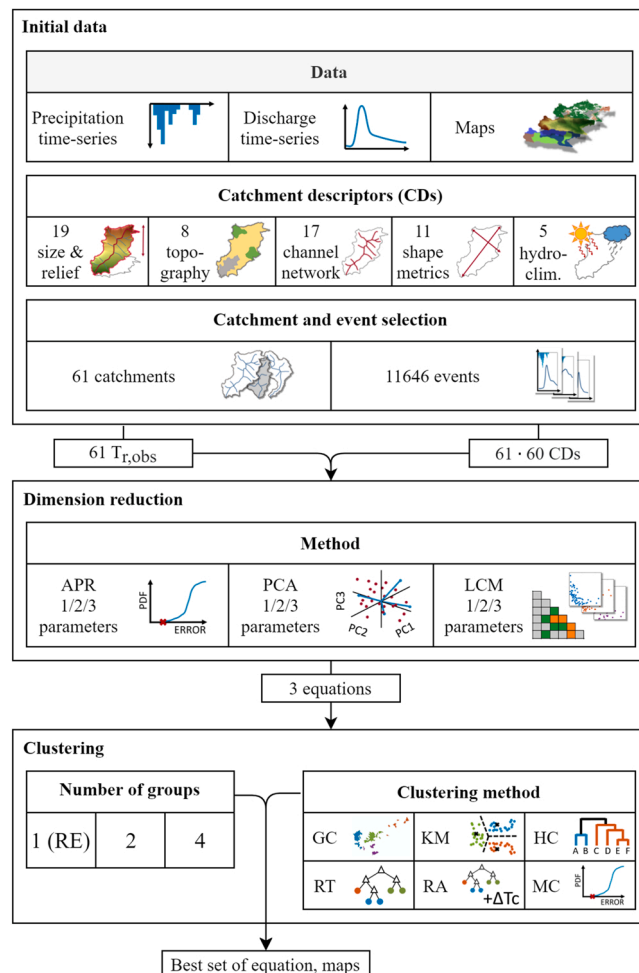 Initial data
Data
Precipitation
time-series
Discharge
time-series
Maps
Catchment descriptors (CDs)
19
size &
relief
8
topo-
graphy
17
channel
network
11
shape
metrics
5
hydro-
clim.
Catchment and event selection
61 catchments
11646 events
61 Tr,obs
61 · 60 CDs
Dimension reduction
Method
APR
1/2/3
parameters
PDF
ERROR
PCA
1/2/3
parameters
PC3
PC2
PC1
LCM
1/2/3
parameters
3 equations
Clustering
Number of groups
1 (RE)
2
4
Clustering method
GC
KM
HC
A B C D E F
RT
RA
+ΔTc
MC
PDF
ERROR
Best set of equation, maps